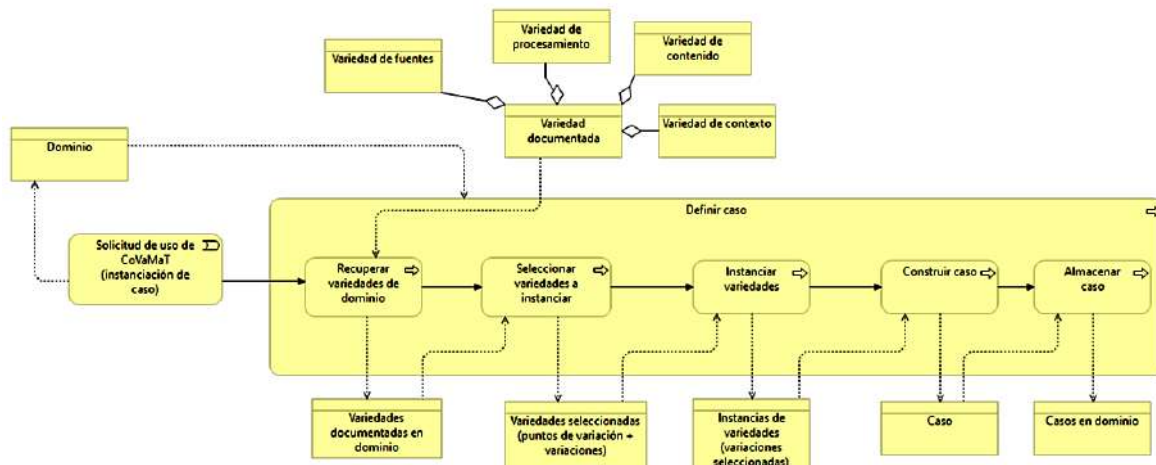 Variedad de
procesamiento
Variedad de
contenido
Variedad de fuentes
Variedad
documentada
Variedad de contexto
Dominio
Definir caso
Solicitud de uso de
CoVaMaT
(instanciación de
caso)
Recuperar
variedades de
dominio
Seleccionar
variedades a
instanciar
Instanciar
variedades
Construir caso
Almacenar
caso
Variedades
documentadas en
dominio
Variedades seleccionadas
(puntos de variación +
variaciones)
Instancias de
variedades
(variaciones
seleccionadas)
Caso
Casos en dominio